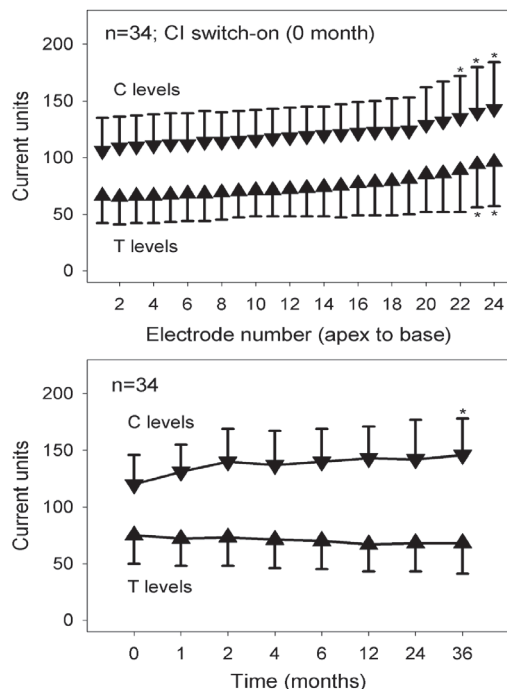 n=34; CI switch-on (0 month)
200
C levels
*
*
*
150
Current units
100
50
T levels
*
*
0
2 4 6 8 10 12 14 16 18 20 22 24
Electrode number (apex to base)
n=34
200
C levels
*
150
Current units
100
50
T levels
0
0 1 2 4 6 12 24 36
Time (months)